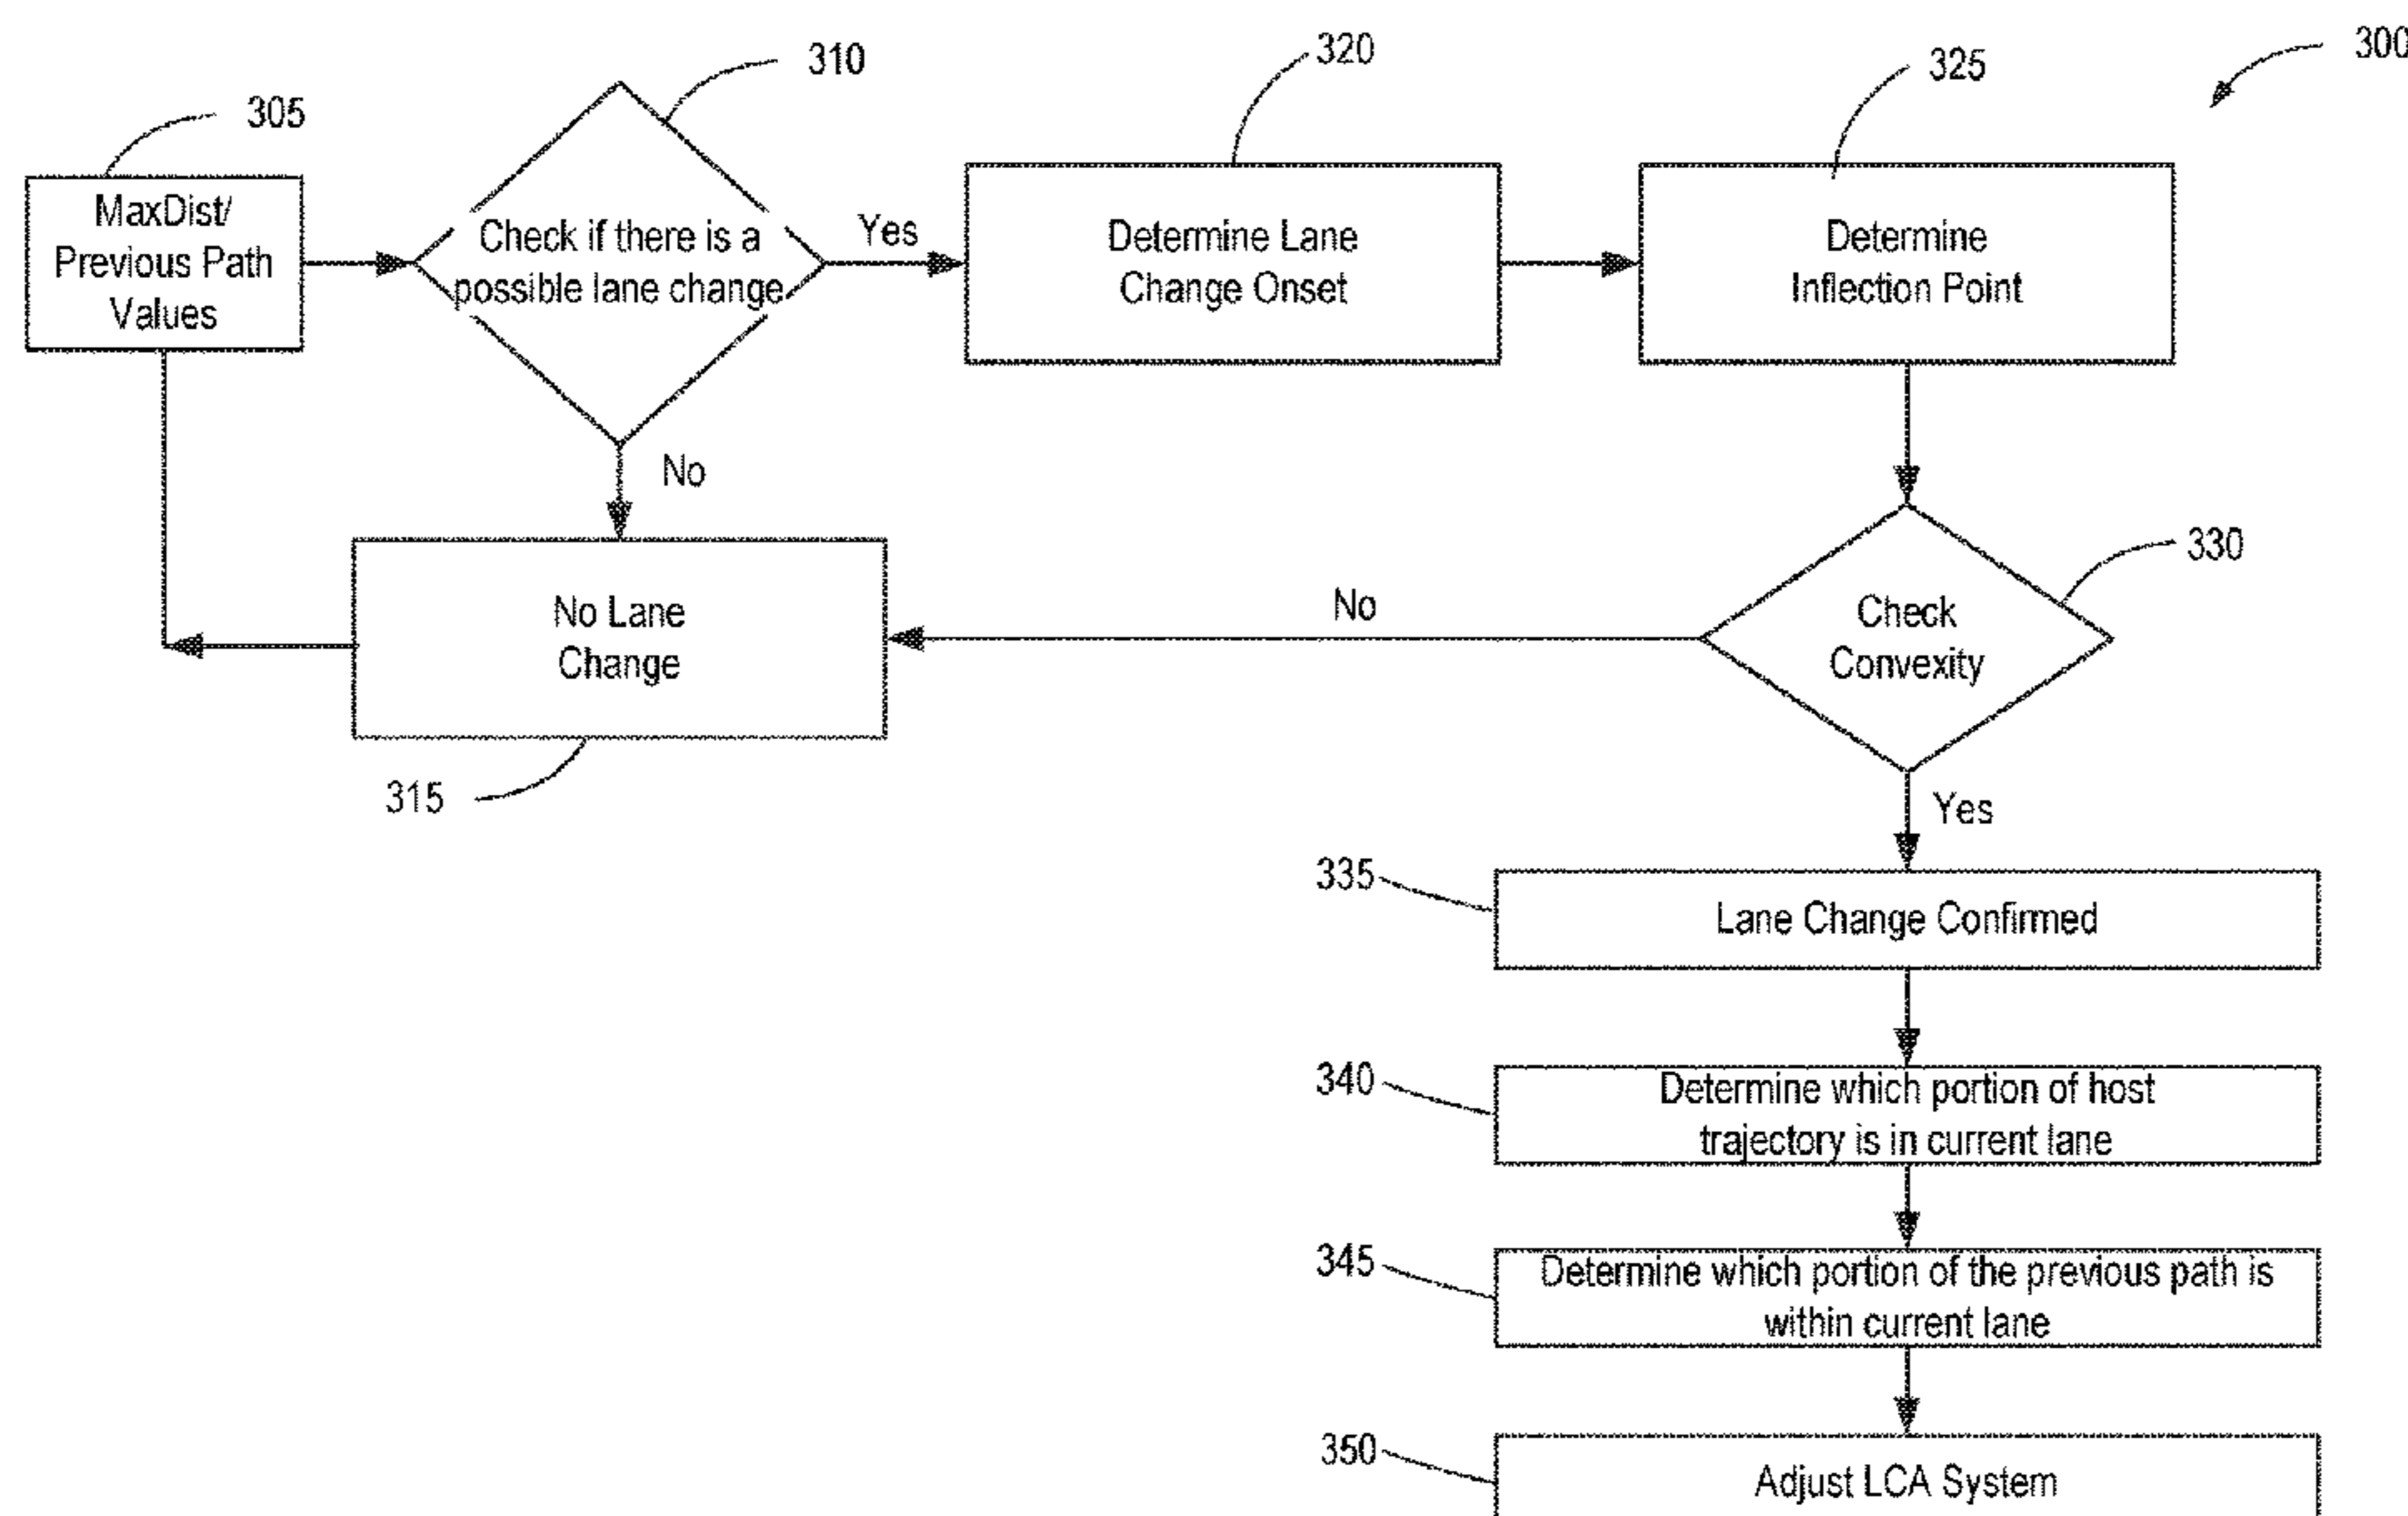 310
320
325
300
305
MaxDist/
Previous Path
Values
Check if there is a
possible lane change
Yes
Determine Lane
Change Onset
Determine
Inflection Point
No
330
No Lane
Change
No
Check
Convexity
315
Yes
335
Lane Change Confirmed
340
Determine which portion of host
trajectory is in current lane
345
Determine which portion of the previous path is
within current lane
350
Adjust LCA System